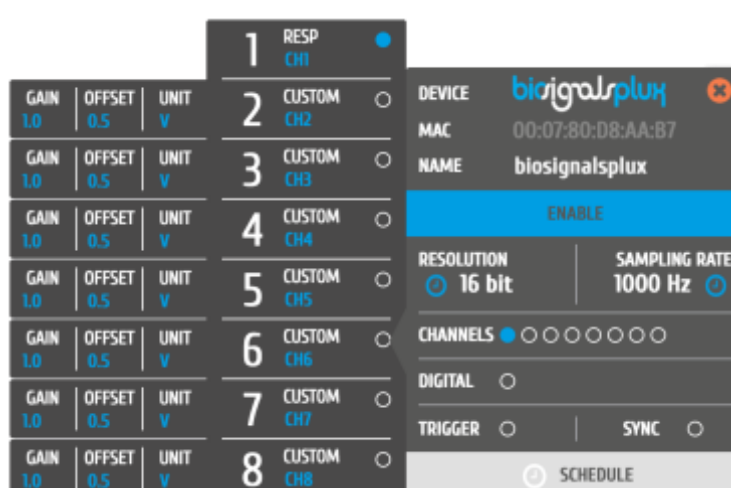 1 RESP
CH1
GAIN OFFSET UNIT
1.0 0.5 V
2 CUSTOM
CH2
GAIN OFFSET UNIT
1.0 0.5 V
3 CUSTOM
CH3
GAIN OFFSET UNIT
1.0 0.5 V
4 CUSTOM
CH4
GAIN OFFSET UNIT
1.0 0.5 V
5 CUSTOM
CH5
GAIN OFFSET UNIT
1.0 0.5 V
6 CUSTOM
CH6
GAIN OFFSET UNIT
1.0 0.5 V
7 CUSTOM
CH7
GAIN OFFSET UNIT
1.0 0.5 V
8 CUSTOM
CH8
DEVICE biosignalsplux
MAC 00:07:80:D8:AA:B7
NAME biosignalsplux
ENABLE
RESOLUTION SAMPLING RATE
16 bit 1000 Hz
CHANNELS
DIGITAL
TRIGGER SYNC
SCHEDULE